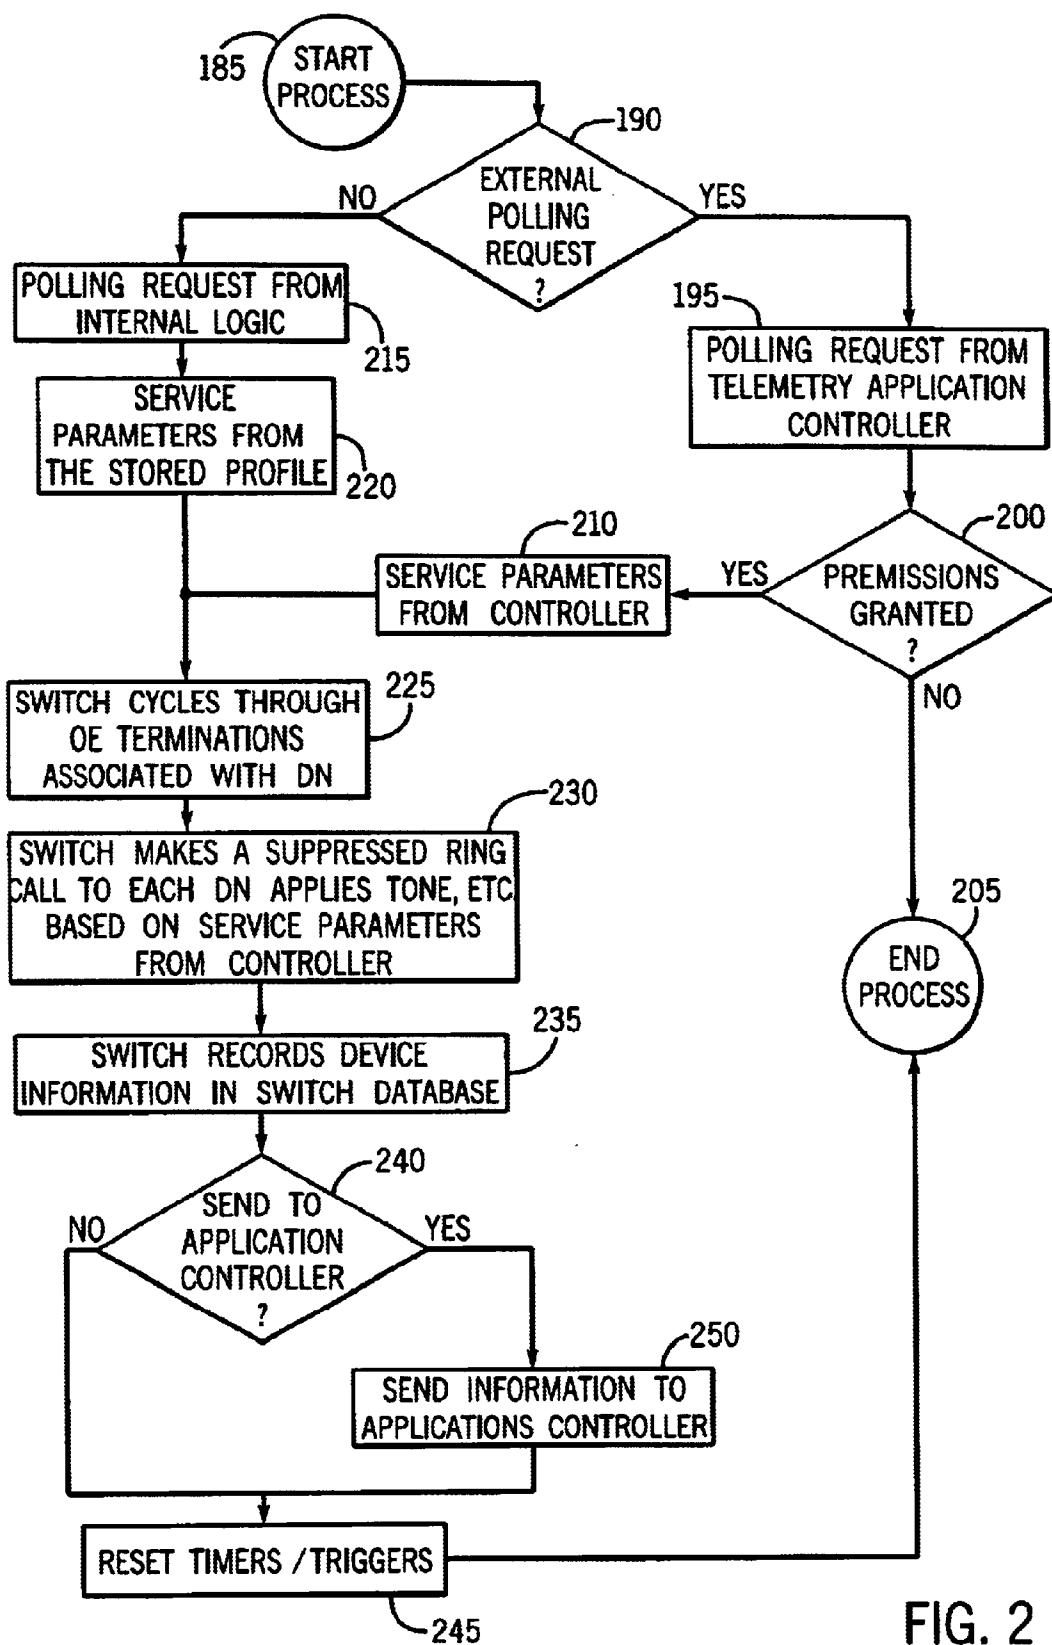 185
START
PROCESS
190
EXTERNAL
POLLING
REQUEST
?
NO
YES
POLLING REQUEST FROM
INTERNAL LOGIC
215
195
POLLING REQUEST FROM
TELEMETRY APPLICATION
CONTROLLER
SERVICE
PARAMETERS FROM
THE STORED PROFILE
220
200
PREMISSIONS
GRANTED
?
YES
NO
210
SERVICE PARAMETERS
FROM CONTROLLER
225
SWITCH CYCLES THROUGH
OE TERMINATIONS
ASSOCIATED WITH DN
230
SWITCH MAKES A SUPPRESSED RING
CALL TO EACH DN APPLIES TONE, ETC.
BASED ON SERVICE PARAMETERS
FROM CONTROLLER
205
END
PROCESS
235
SWITCH RECORDS DEVICE
INFORMATION IN SWITCH DATABASE
240
SEND TO
APPLICATION
CONTROLLER
?
NO
YES
250
SEND INFORMATION TO
APPLICATIONS CONTROLLER
RESET TIMERS / TRIGGERS
245
FIG. 2